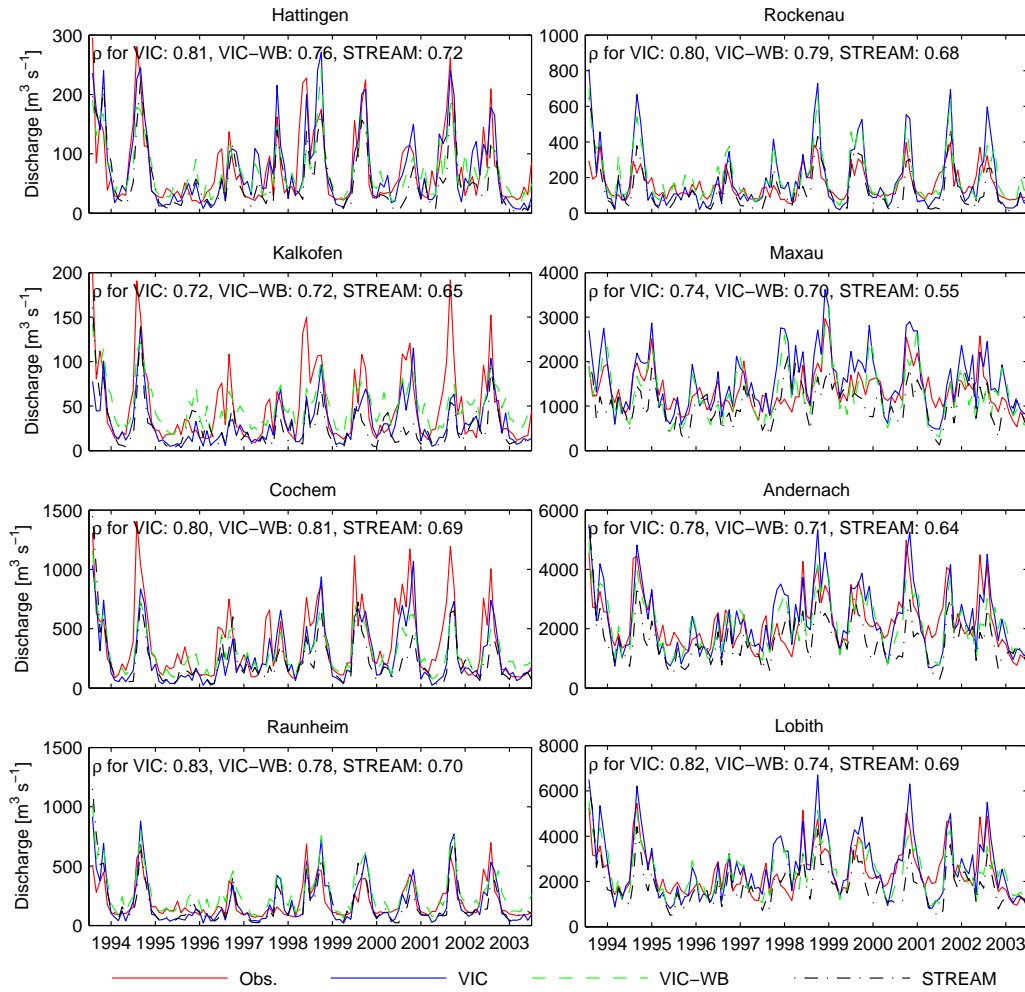 Hattingen
Rockenau
ρ for VIC: 0.81, VIC−WB: 0.76, STREAM: 0.72
ρ for VIC: 0.80, VIC−WB: 0.79, STREAM: 0.68
Discharge [m³ s⁻¹]
300
200
100
0
1000
800
600
400
200
0
Kalkofen
Maxau
ρ for VIC: 0.72, VIC−WB: 0.72, STREAM: 0.65
ρ for VIC: 0.74, VIC−WB: 0.70, STREAM: 0.55
Discharge [m³ s⁻¹]
200
150
100
50
0
4000
3000
2000
1000
0
Cochem
Andernach
ρ for VIC: 0.80, VIC−WB: 0.81, STREAM: 0.69
ρ for VIC: 0.78, VIC−WB: 0.71, STREAM: 0.64
Discharge [m³ s⁻¹]
1500
1000
500
0
6000
4000
2000
0
Raunheim
Lobith
ρ for VIC: 0.83, VIC−WB: 0.78, STREAM: 0.70
ρ for VIC: 0.82, VIC−WB: 0.74, STREAM: 0.69
Discharge [m³ s⁻¹]
1500
1000
500
0
8000
6000
4000
2000
0
1994 1995 1996 1997 1998 1999 2000 2001 2002 2003
1994 1995 1996 1997 1998 1999 2000 2001 2002 2003
Obs. VIC VIC−WB STREAM